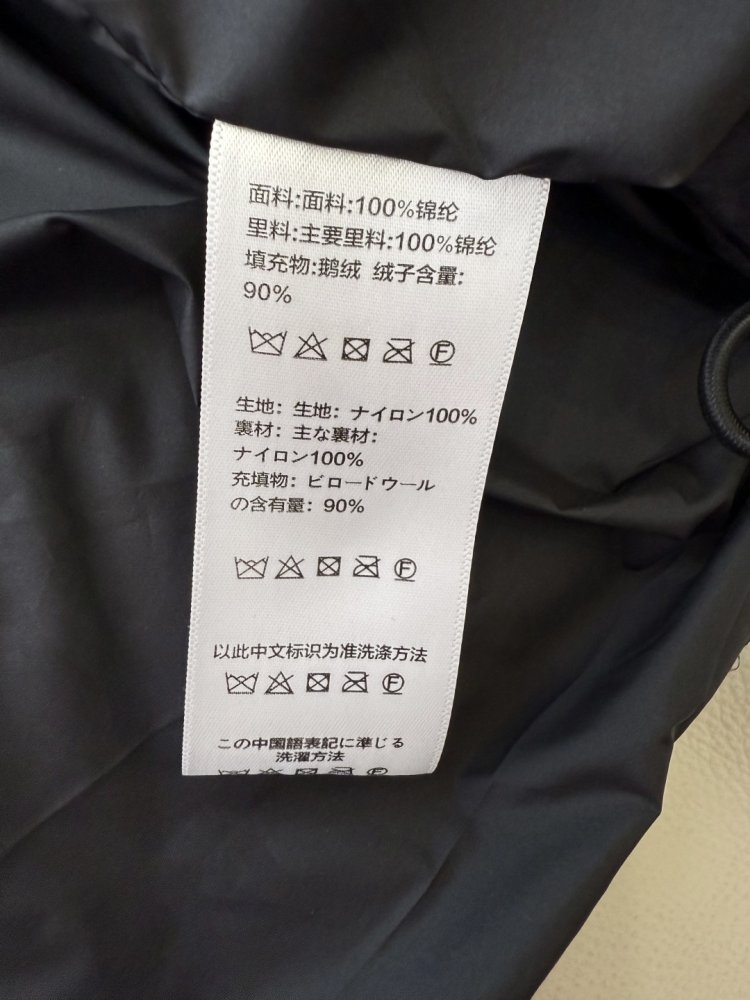 面料:面料:100%锦纶
里料:主要里料:100%锦纶
填充物:鹅绒 绒子含量:
90%
Ⓕ
生地: 生地: ナイロン100%
裏材: 主な裏材:
ナイロン100%
充填物: ビロードウール
の含有量: 90%
Ⓕ
以此中文标识为准洗涤方法
Ⓕ
この中国語表記に準じる
洗濯方法